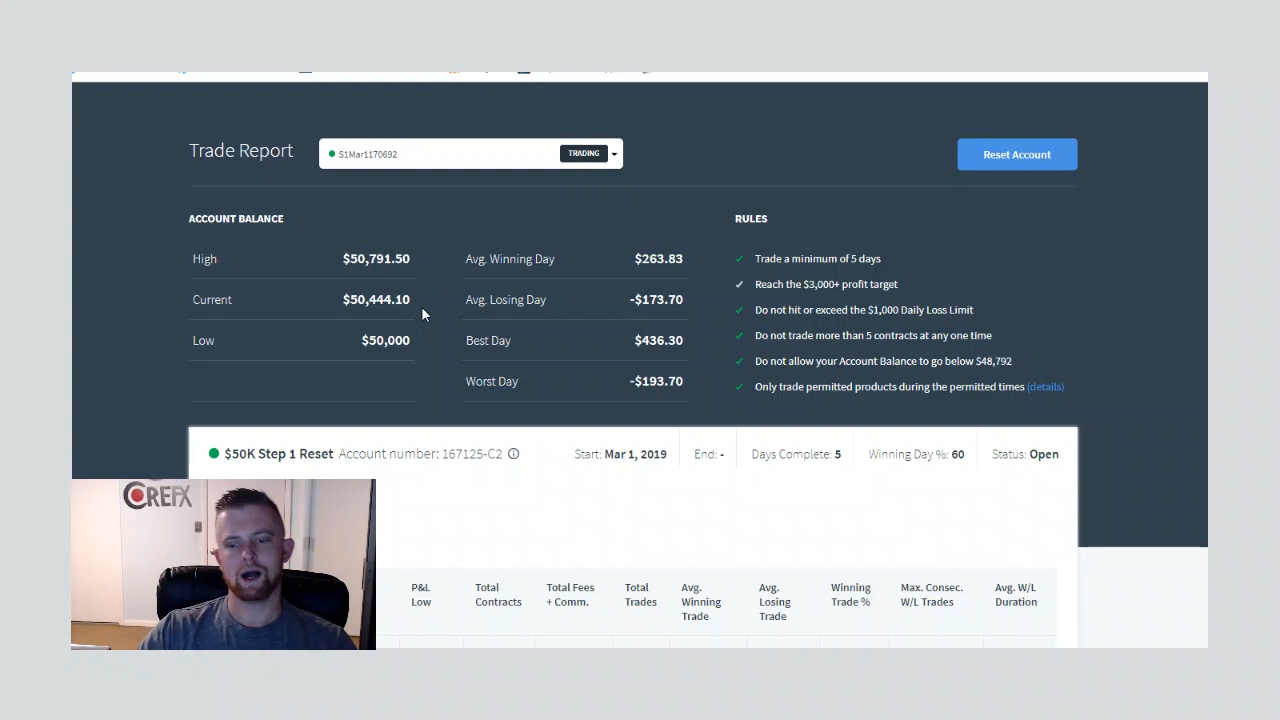 Trade Report
S1Mar1170692
TRADING
Reset Account
ACCOUNT BALANCE
High $50,791.50
Current $50,444.10
Low $50,000
Avg. Winning Day $263.83
Avg. Losing Day -$173.70
Best Day $436.30
Worst Day -$193.70
RULES
Trade a minimum of 5 days
Reach the $3,000+ profit target
Do not hit or exceed the $1,000 Daily Loss Limit
Do not trade more than 5 contracts at any one time
Do not allow your Account Balance to go below $48,792
Only trade permitted products during the permitted times (details)
$50K Step 1 Reset Account number: 167125-C2
Start: Mar 1, 2019
End: -
Days Complete: 5
Winning Day %: 60
Status: Open
P&L
Low
Total
Contracts
Total Fees
+ Comm.
Total
Trades
Avg.
Winning
Trade
Avg.
Losing
Trade
Winning
Trade %
Max. Consec.
W/L Trades
Avg. W/L
Duration
COREFX